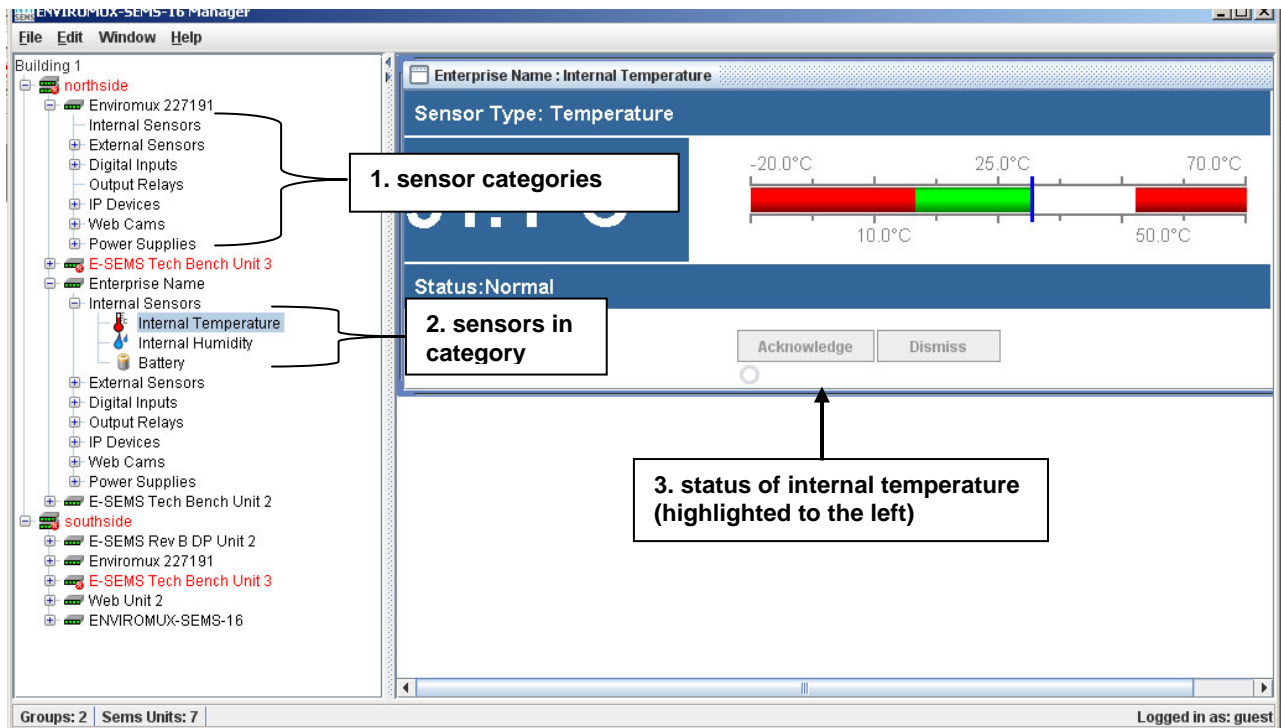 ENVIROMUX-SEMS-16 Manager
File Edit Window Help
Building 1
northside
Enviromux 227191
Internal Sensors
External Sensors
Digital Inputs
Output Relays
IP Devices
Web Cams
Power Supplies
E-SEMS Tech Bench Unit 3
Enterprise Name
Internal Sensors
Internal Temperature
Internal Humidity
Battery
External Sensors
Digital Inputs
Output Relays
IP Devices
Web Cams
Power Supplies
E-SEMS Tech Bench Unit 2
southside
E-SEMS Rev B DP Unit 2
Enviromux 227191
E-SEMS Tech Bench Unit 3
Web Unit 2
ENVIROMUX-SEMS-16
1. sensor categories
2. sensors in
category
Enterprise Name : Internal Temperature
Sensor Type: Temperature
-20.0°C 25.0°C 70.0°C
10.0°C 50.0°C
Status:Normal
Acknowledge Dismiss
3. status of internal temperature
(highlighted to the left)
Groups: 2 Sems Units: 7 Logged in as: guest